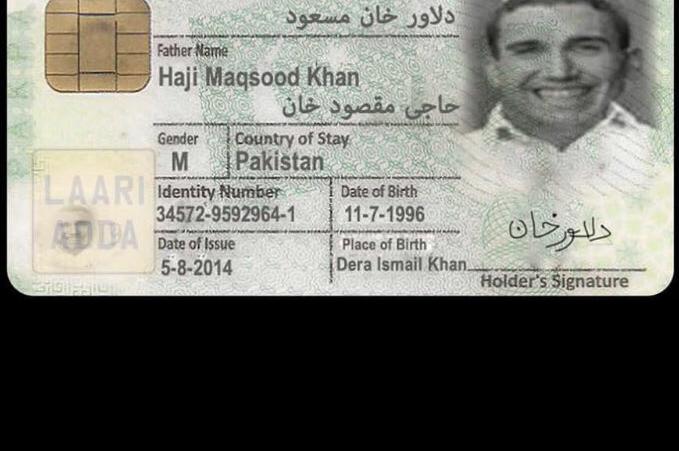 دلاور خان مسعود
Father Name
Haji Maqsood Khan
حاجی مقصود خان
Gender
Country of Stay
M
Pakistan
Identity Number
Date of Birth
34572-9592964-1
11-7-1996
Date of Issue
Place of Birth
5-8-2014
Dera Ismail Khan
LAARI
ADDA
دلاور خان
Holder's Signature